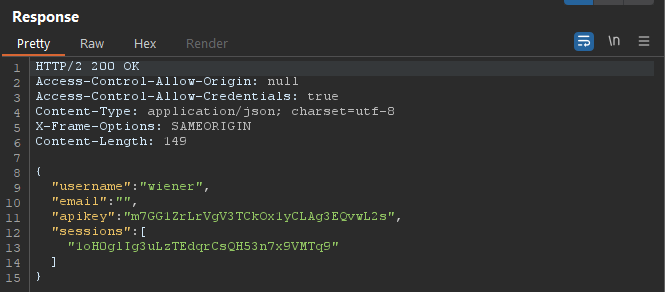 Response
Pretty Raw Hex Render \n
1 HTTP/2 200 OK
2 Access-Control-Allow-Origin: null
3 Access-Control-Allow-Credentials: true
4 Content-Type: application/json; charset=utf-8
5 X-Frame-Options: SAMEORIGIN
6 Content-Length: 149
7
8 {
9 "username":"wiener",
10 "email":"",
11 "apikey":"m7GG1ZrLrVgV3TCkOx1yCLAg3EQvwL2s",
12 "sessions":[
13 "1oHOg1Ig3uLzTEdqrCsQH53n7x9VMTq9"
14 ]
15 }